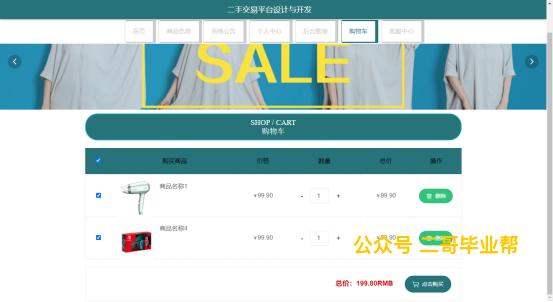 二手交易平台设计与开发
首页 商品信息 系统公告 个人中心 后台管理 购物车 客服中心
SALE
SHOP / CART
购物车
购买商品 价格 数量 总价 操作
商品名称1 ¥99.90 - 1 + ¥99.90 删除
商品名称4 ¥99.90 - 1 + ¥99.90
公众号 二哥毕业帮
总价：199.80RMB 点击购买